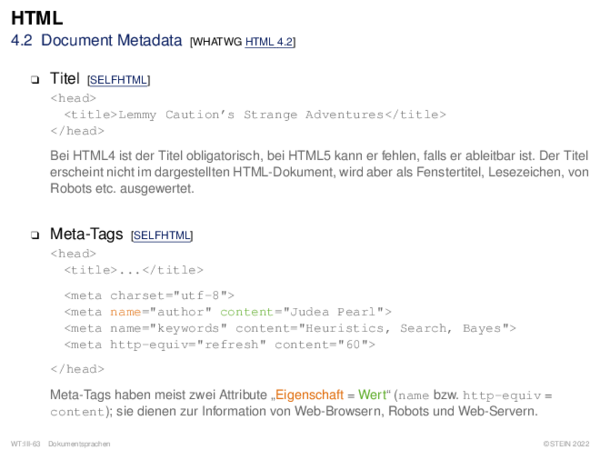 HTML
4.2 Document Metadata [WHATWG HTML 4.2]
❑ Titel [SELFHTML]
<head>
<title>Lemmy Caution’s Strange Adventures</title>
</head>
Bei HTML4 ist der Titel obligatorisch, bei HTML5 kann er fehlen, falls er ableitbar ist. Der Titel
erscheint nicht im dargestellten HTML-Dokument, wird aber als Fenstertitel, Lesezeichen, von
Robots etc. ausgewertet.
❑ Meta-Tags [SELFHTML]
<head>
<title>...</title>
<meta charset="utf-8">
<meta name="author" content="Judea Pearl">
<meta name="keywords" content="Heuristics, Search, Bayes">
<meta http-equiv="refresh" content="60">
</head>
Meta-Tags haben meist zwei Attribute „Eigenschaft = Wert“ (name bzw. http-equiv =
content); sie dienen zur Information von Web-Browsern, Robots und Web-Servern.
WT:III-63 Dokumentsprachen ©STEIN 2022